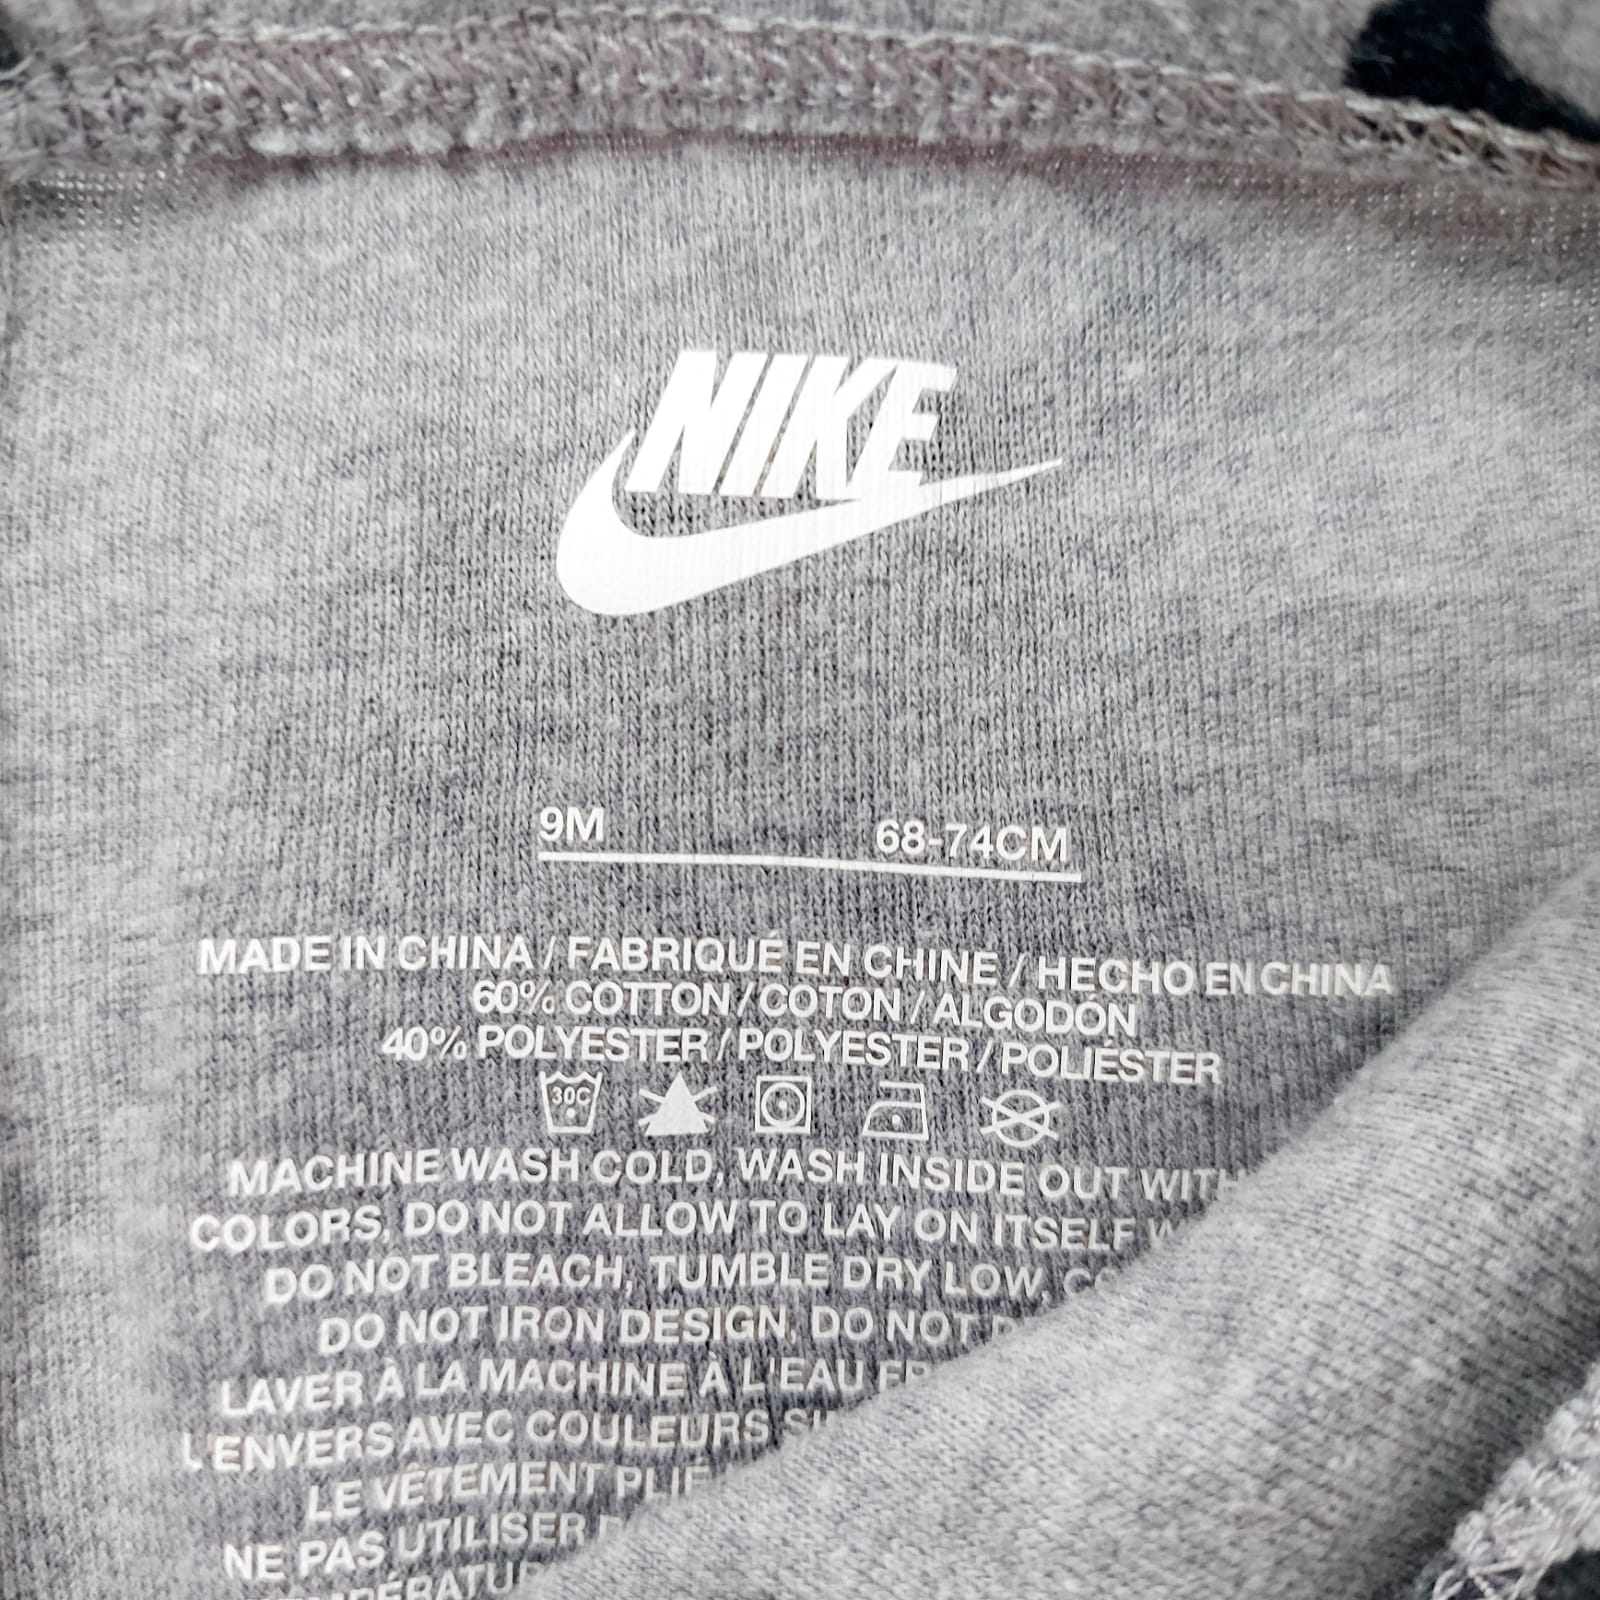 NIKE
9M 68-74CM
MADE IN CHINA / FABRIQUÉ EN CHINE / HECHO EN CHINA
60% COTTON / COTON / ALGODÓN
40% POLYESTER / POLYESTER / POLIÉSTER
30C
MACHINE WASH COLD, WASH INSIDE OUT WITH
COLORS, DO NOT ALLOW TO LAY ON ITSELF
DO NOT BLEACH, TUMBLE DRY LOW,
DO NOT IRON DESIGN, DO NOT
LAVER À LA MACHINE À L'EAU
L'ENVERS AVEC COULEURS
LE VÊTEMENT
NE PAS UTILISER